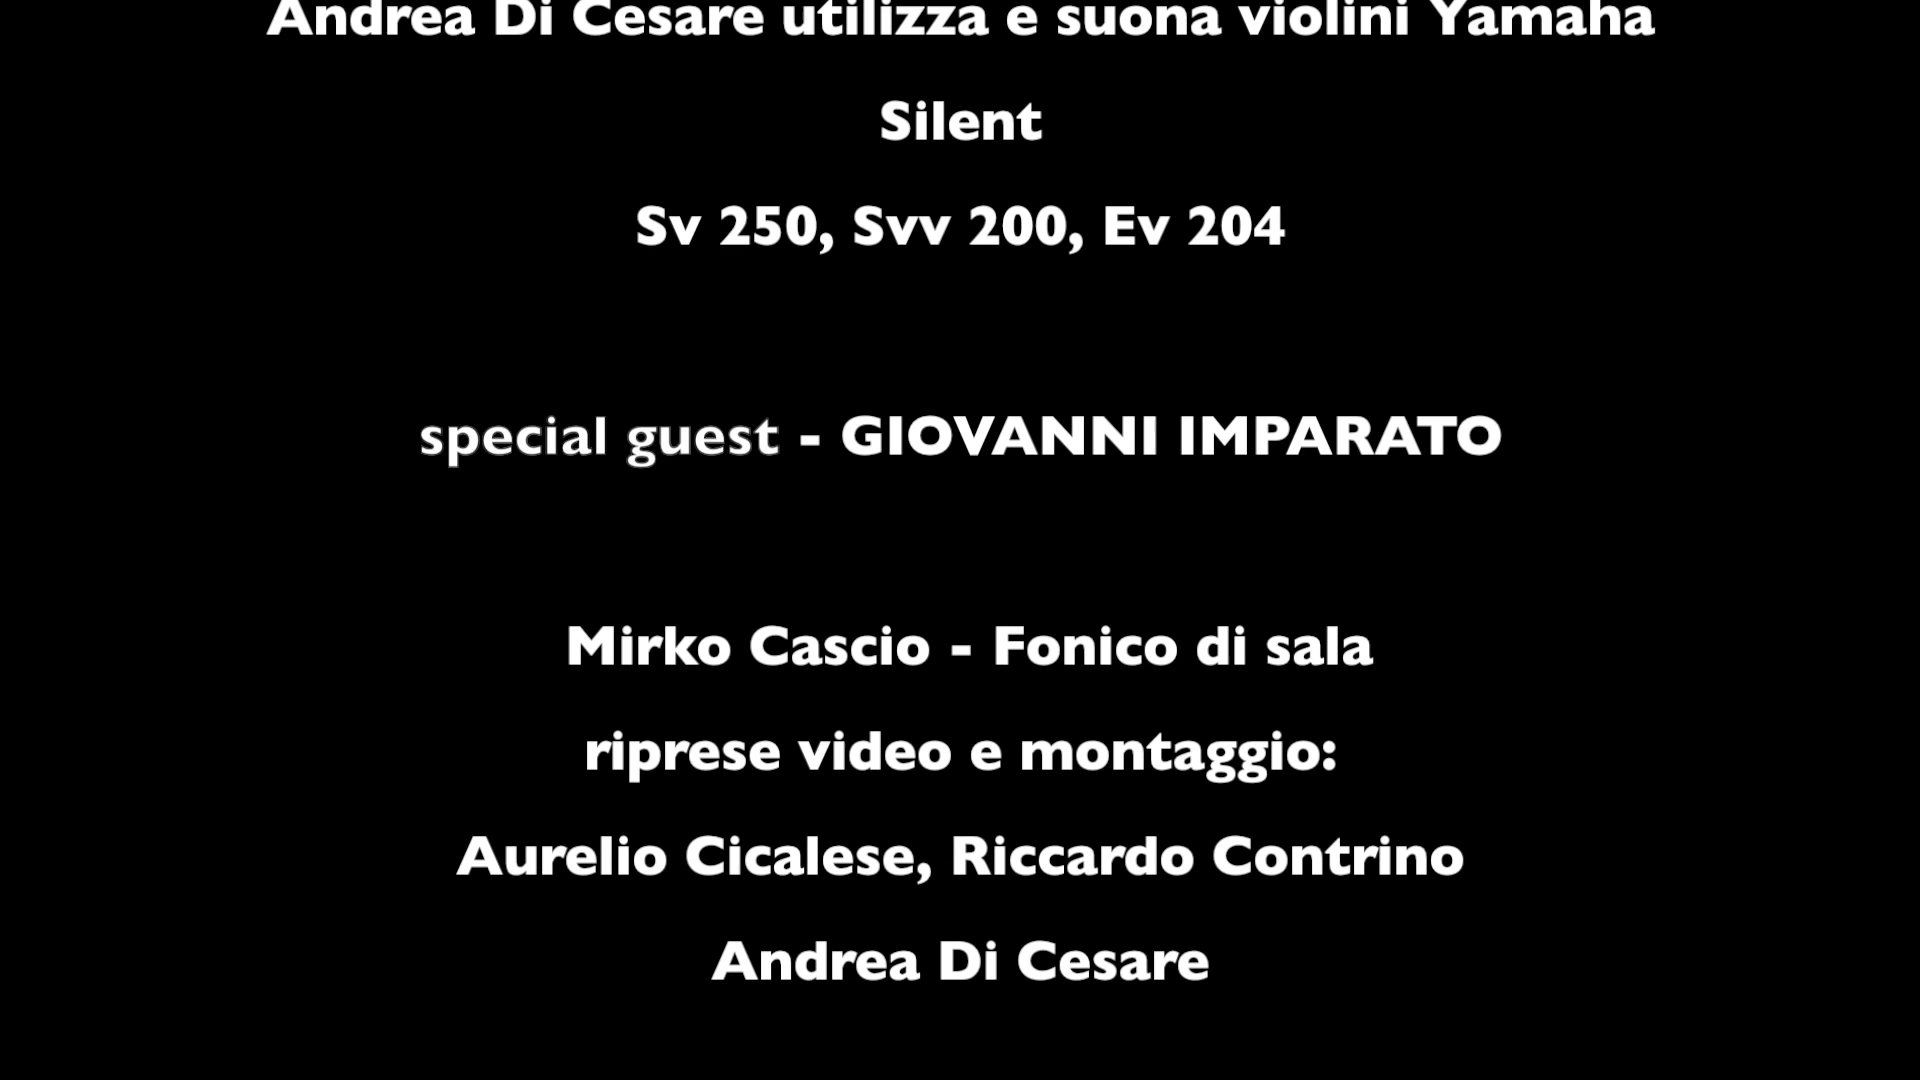 Andrea Di Cesare utilizza e suona violini Yamaha
Silent
Sv 250, Svv 200, Ev 204
special guest - GIOVANNI IMPARATO
Mirko Cascio - Fonico di sala
riprese video e montaggio:
Aurelio Cicalese, Riccardo Contrino
Andrea Di Cesare